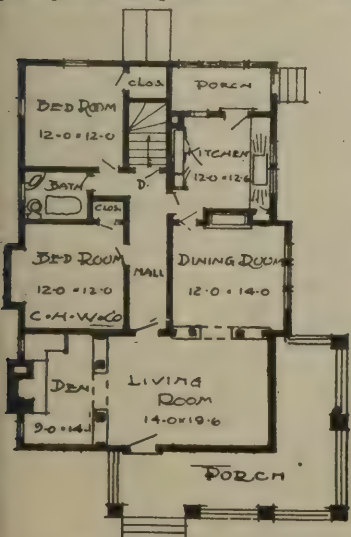 CLOS.
PORCH
BED ROOM
12-0×12-0
KITCHEN
12-0×12-6
D.
BATH
CLOS.
BED ROOM
12-0×12-0
C.H.W.&CO
HALL
DINING ROOM
12-0×14-0
DEN
9-0×14-
LIVING
ROOM
14-0×19-6
PORCH